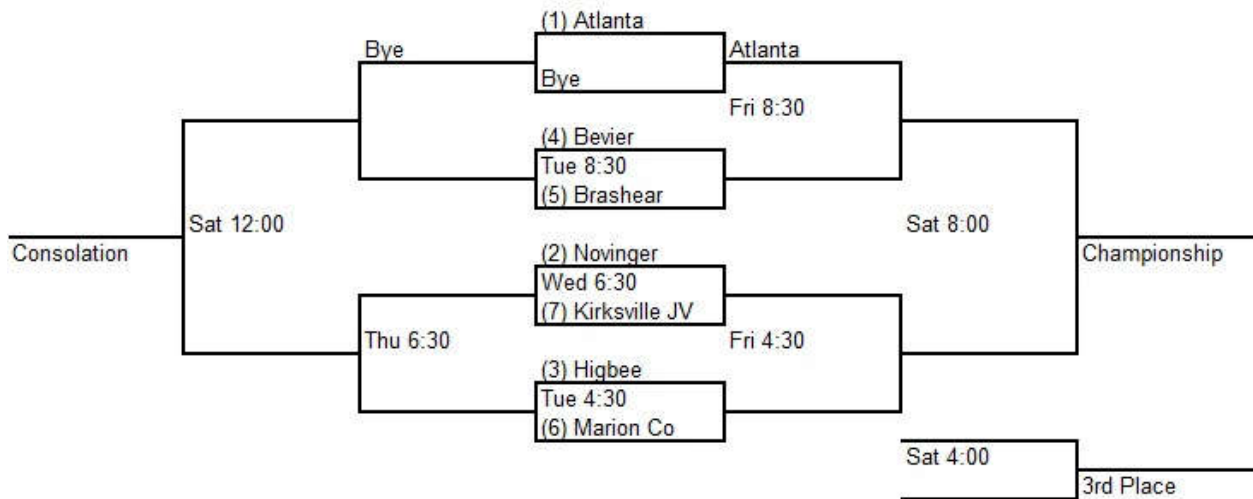 (1) Atlanta
Bye
Atlanta
Bye
Fri 8:30
(4) Bevier
Tue 8:30
(5) Brashear
Sat 12:00
Sat 8:00
Consolation
(2) Novinger
Championship
Wed 6:30
(7) Kirksville JV
Thu 6:30
Fri 4:30
(3) Higbee
Tue 4:30
(6) Marion Co
Sat 4:00
3rd Place